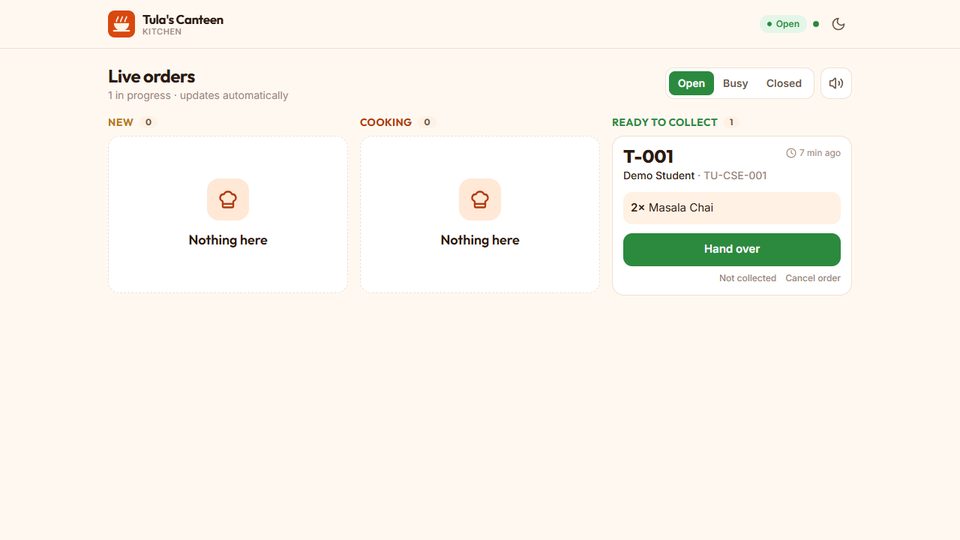 Tula's Canteen
KITCHEN
Open
Live orders
1 in progress · updates automatically
Open
Busy
Closed
NEW 0
COOKING 0
READY TO COLLECT 1
Nothing here
Nothing here
T-001
7 min ago
Demo Student · TU-CSE-001
2× Masala Chai
Hand over
Not collected
Cancel order